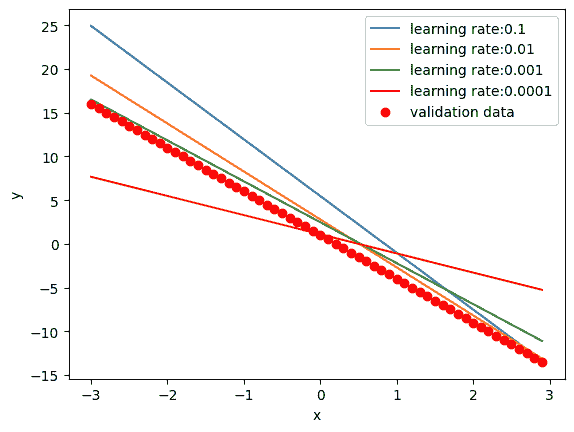 learning rate:0.1
learning rate:0.01
learning rate:0.001
learning rate:0.0001
validation data
25
20
15
10
5
0
−5
−10
−15
y
−3 −2 −1 0 1 2 3
x